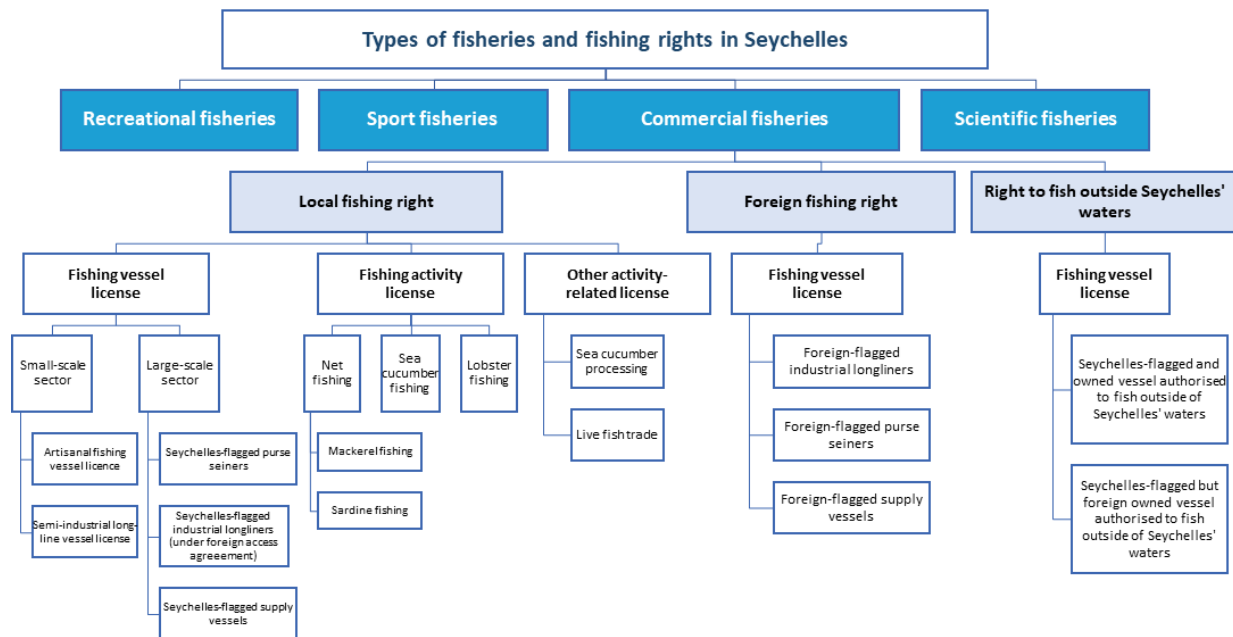 Types of fisheries and fishing rights in Seychelles
Recreational fisheries
Sport fisheries
Commercial fisheries
Scientific fisheries
Local fishing right
Foreign fishing right
Right to fish outside Seychelles'
waters
Fishing vessel
license
Fishing activity
license
Other activity-
related license
Fishing vessel
license
Fishing vessel
license
Small-scale
sector
Large-scale
sector
Net
fishing
Sea
cucumber
fishing
Lobster
fishing
Sea cucumber
processing
Live fish trade
Foreign-flagged
industrial longliners
Foreign-flagged purse
seiners
Foreign-flagged supply
vessels
Seychelles-flagged and
owned vessel authorised
to fish outside of
Seychelles' waters
Seychelles-flagged but
foreign owned vessel
authorised to fish
outside of Seychelles'
waters
Artisanal fishing
vessel licence
Semi-industrial long-
line vessel license
Seychelles-flagged purse
seiners
Seychelles-flagged
industrial longliners
(under foreign access
agreeement)
Seychelles-flagged supply
vessels
Mackerel fishing
Sardine fishing